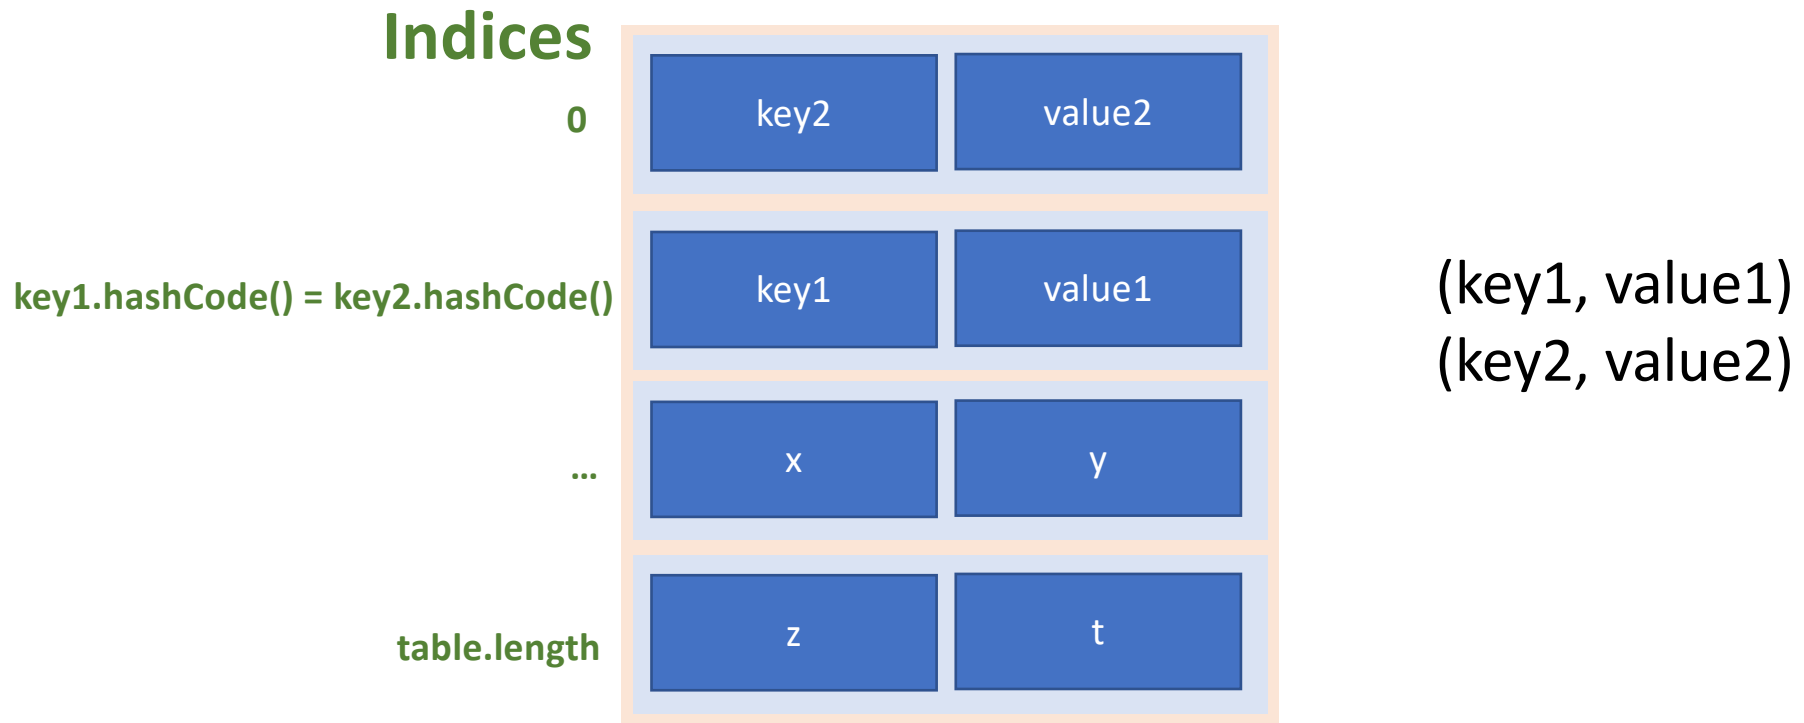 Indices
0
key2 value2
key1.hashCode() = key2.hashCode()
key1 value1
(key1, value1)
(key2, value2)
...
x y
table.length
z t